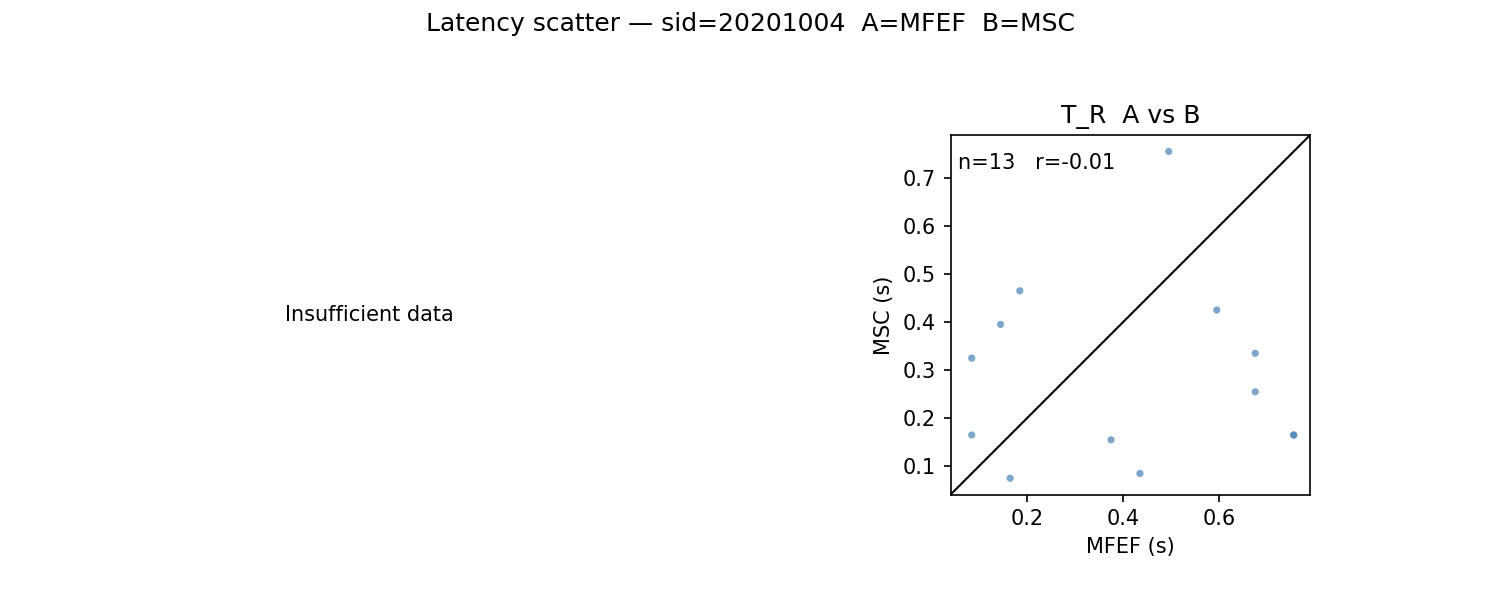 Latency scatter — sid=20201004  A=MFEF  B=MSC
Insufficient data
T_R  A vs B
n=13   r=-0.01
MSC (s)
0.7
0.6
0.5
0.4
0.3
0.2
0.1
0.2 0.4 0.6
MFEF (s)